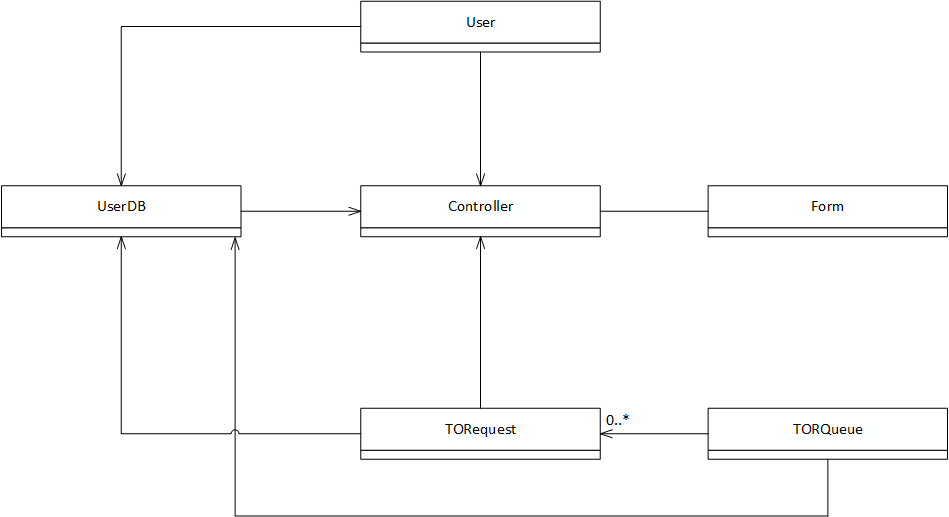 User
UserDB
Controller
Form
TORequest
0..*
TORQueue